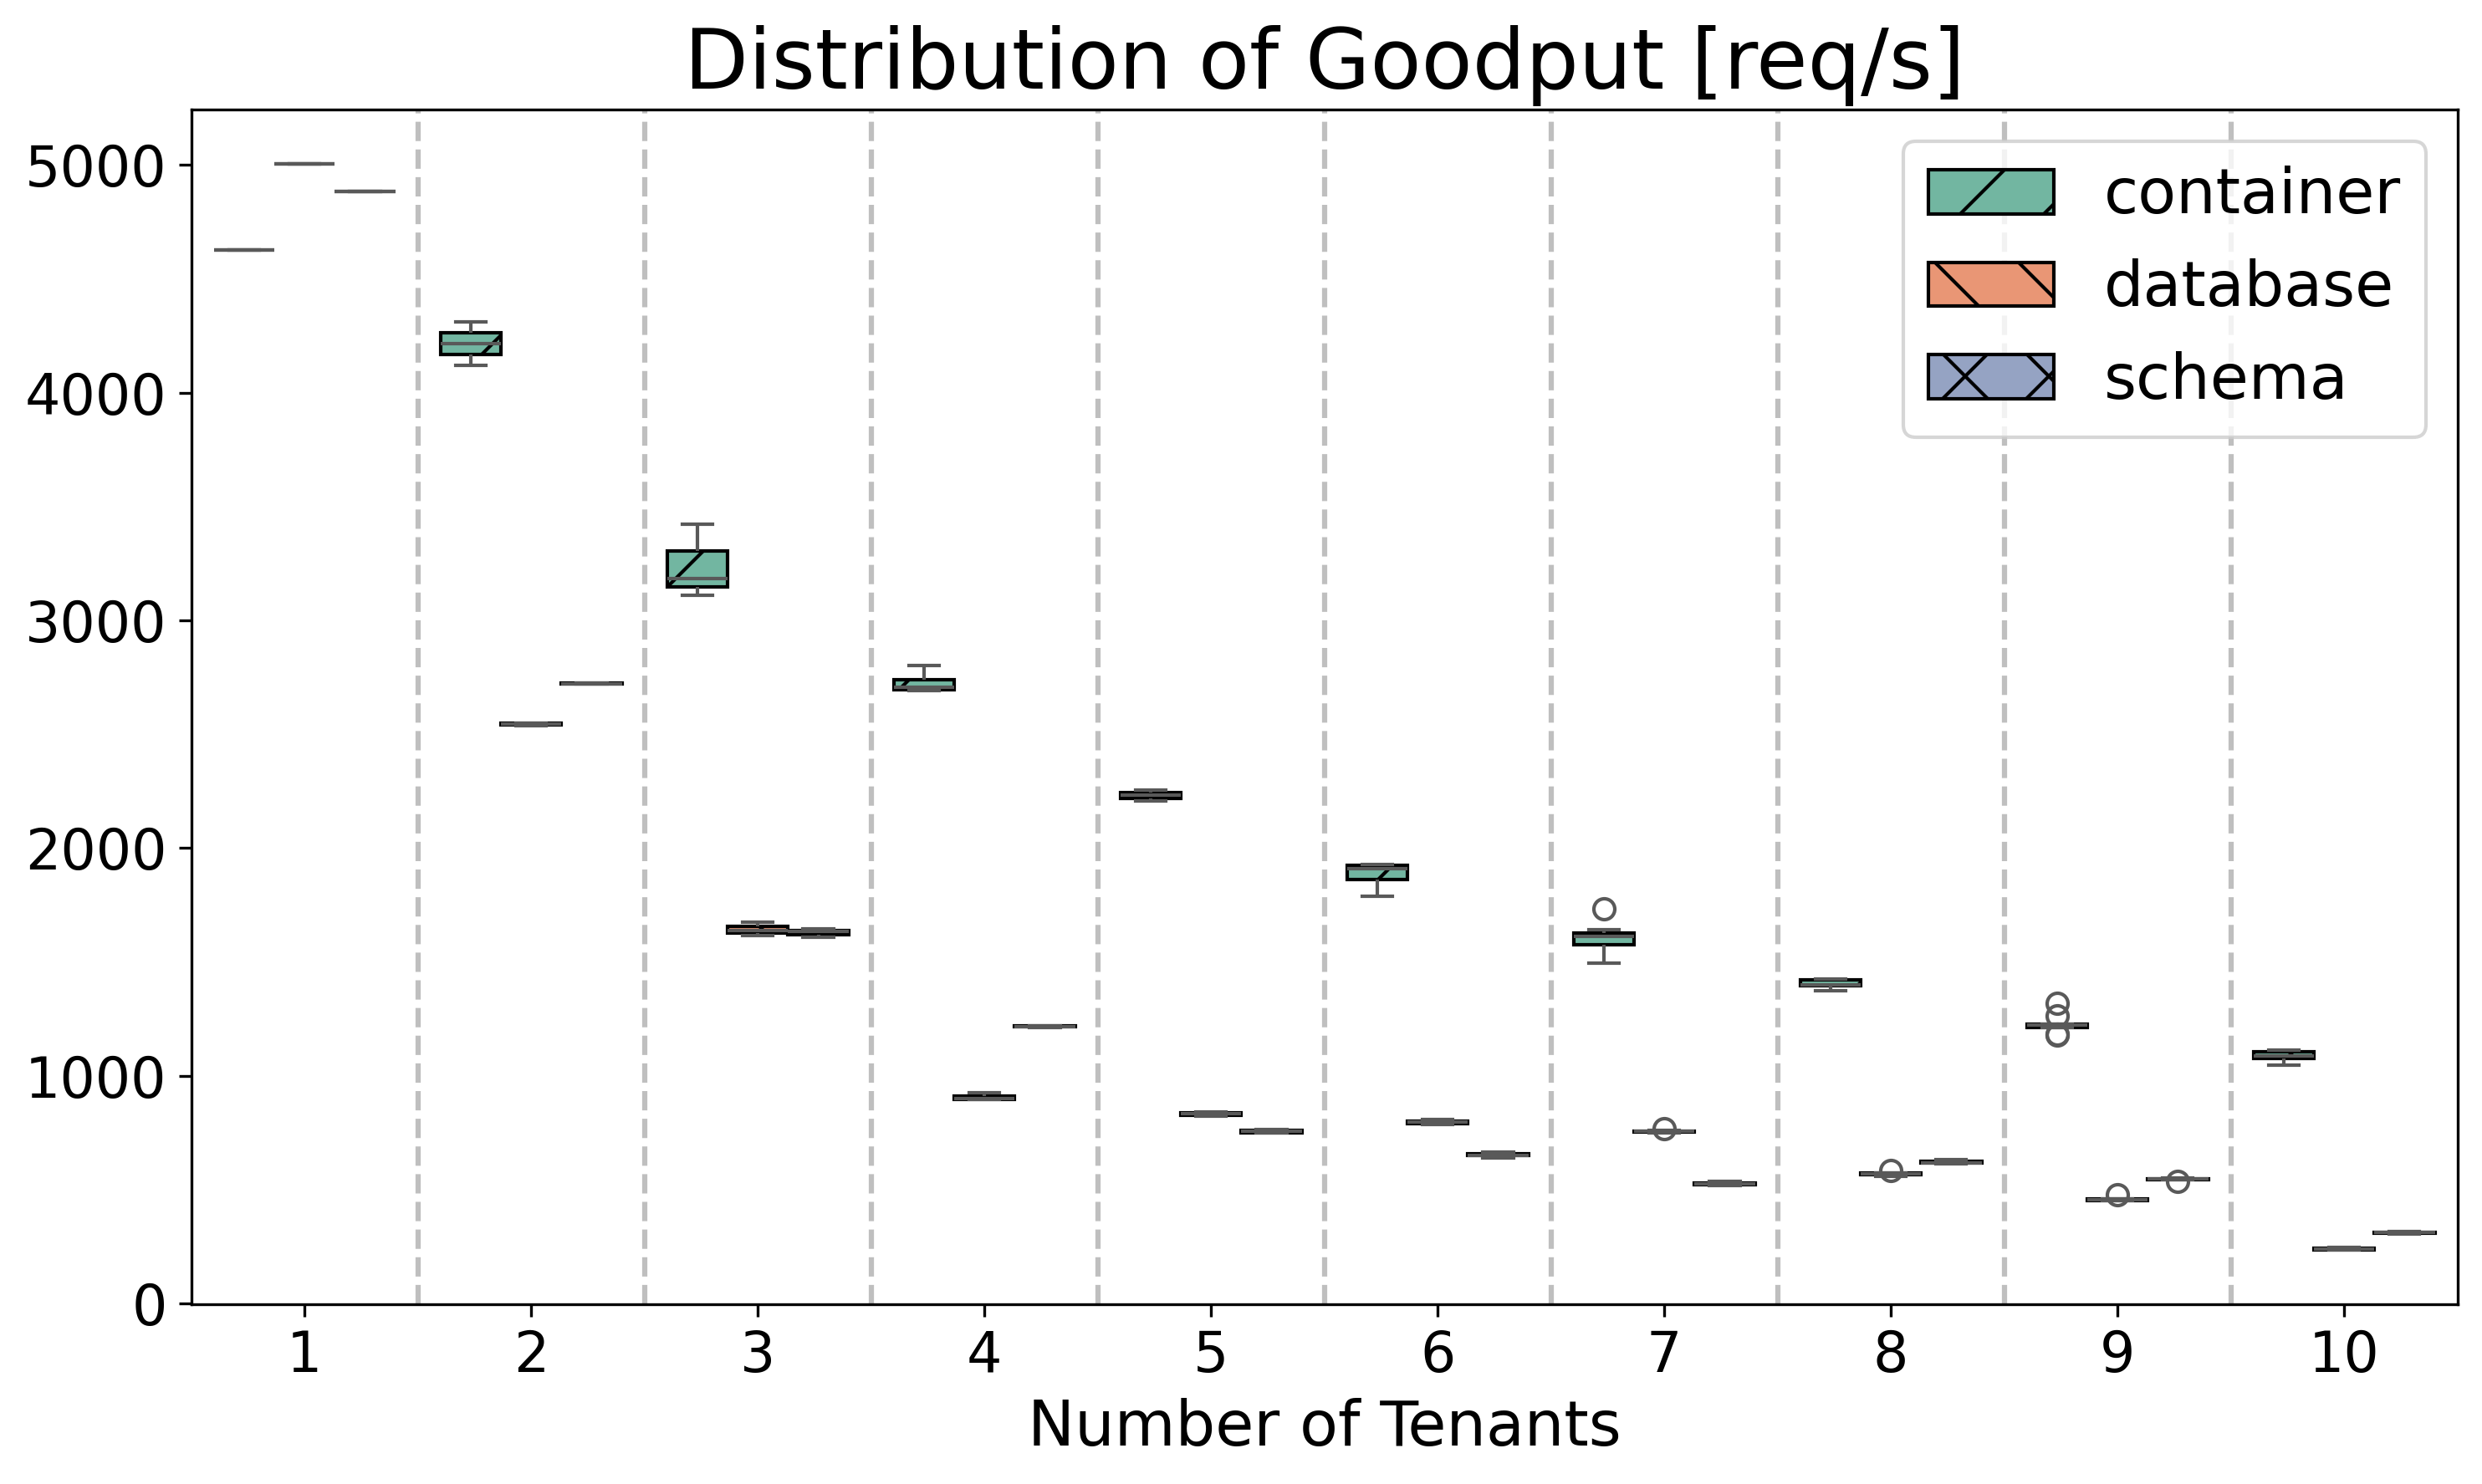 Distribution of Goodput [req/s]
container
database
schema
5000
4000
3000
2000
1000
0
1 2 3 4 5 6 7 8 9 10
Number of Tenants